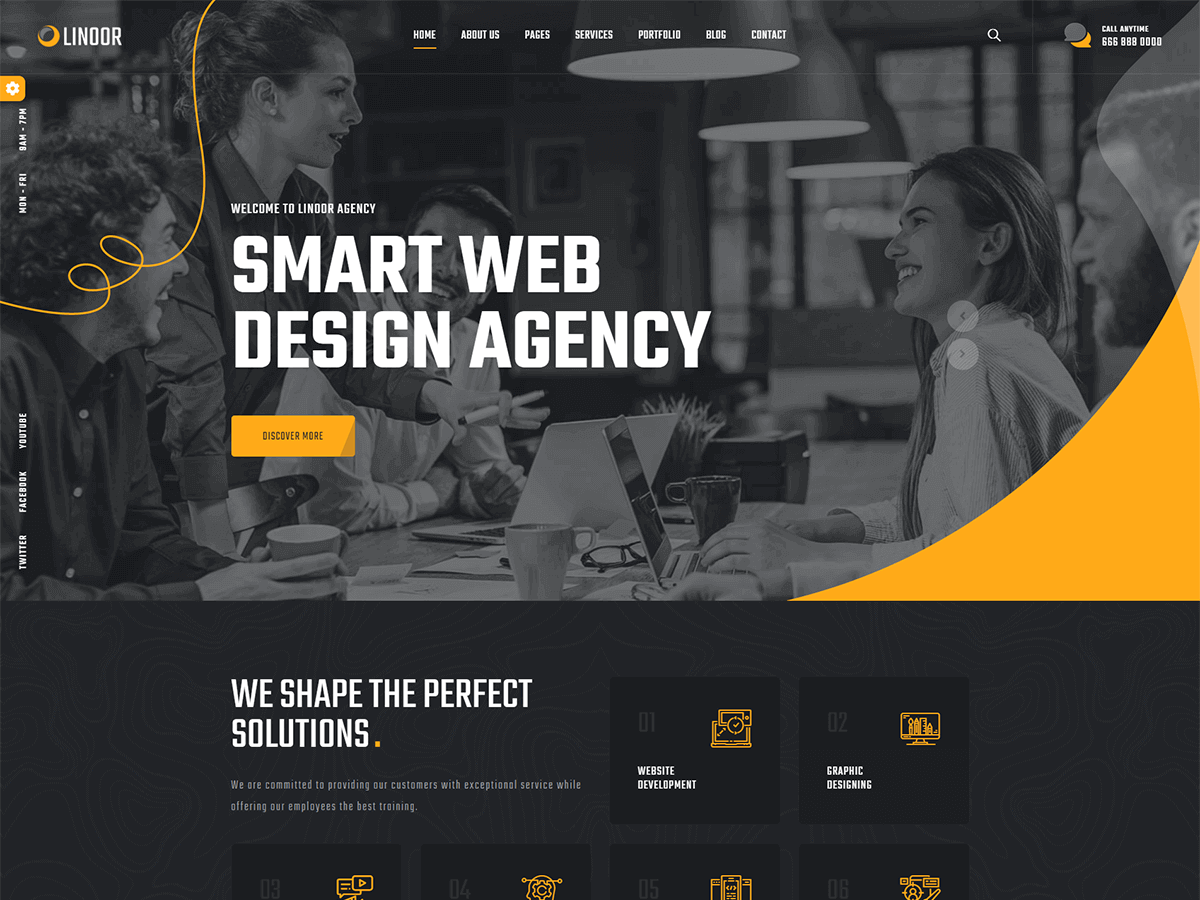 LINOOR
HOME
ABOUT US
PAGES
SERVICES
PORTFOLIO
BLOG
CONTACT
CALL ANYTIME
666 888 0000
MON - FRI 9AM - 7PM
WELCOME TO LINOOR AGENCY
SMART WEB
DESIGN AGENCY
DISCOVER MORE
TWITTER FACEBOOK YOUTUBE
WE SHAPE THE PERFECT
SOLUTIONS.
We are committed to providing our customers with exceptional service while
offering our employees the best training.
01
WEBSITE
DEVELOPMENT
02
GRAPHIC
DESIGNING
03
04
05
06